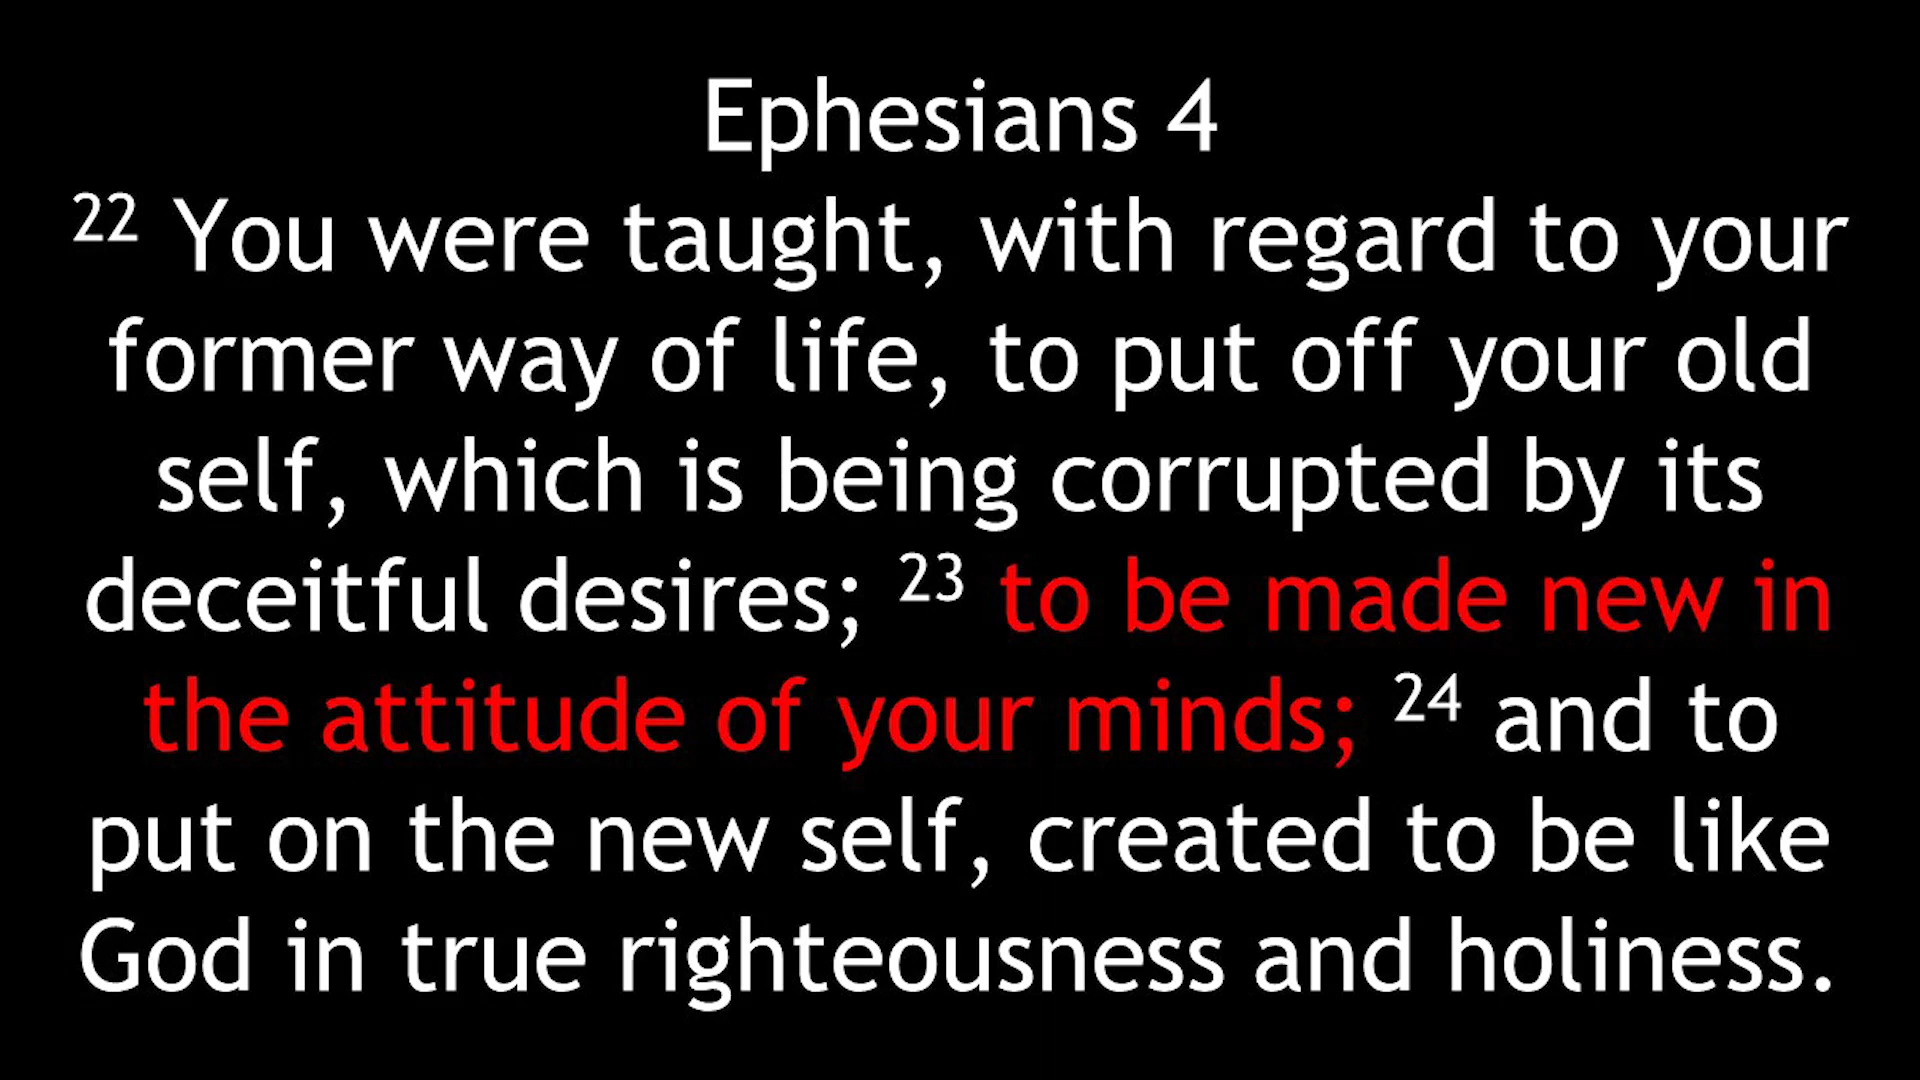 Ephesians 4
22 You were taught, with regard to your
former way of life, to put off your old
self, which is being corrupted by its
deceitful desires; 23 to be made new in
the attitude of your minds; 24 and to
put on the new self, created to be like
God in true righteousness and holiness.